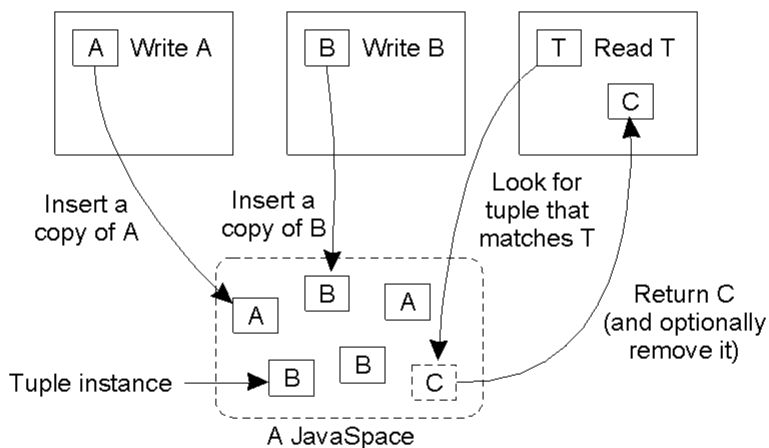 A Write A
B Write B
T Read T
C
Insert a
copy of A
Insert a
copy of B
Look for
tuple that
matches T
Return C
(and optionally
remove it)
B
A
A
B
B
C
Tuple instance
A JavaSpace